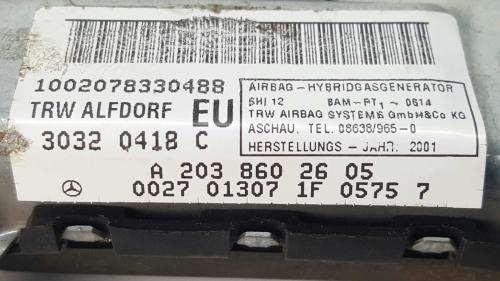 1002078330488
TRW ALFDORF EU
3032 0418 C
AIRBAG - HYBRIDGASGENERATOR
SHI 12 BAM-PT1 - 0614
TRW AIRBAG SYSTEMS GmbH&Co KG
ASCHAU, TEL. 08638/965-0
HERSTELLUNGS - JAHR: 2001
A 203 860 26 05
0027 01307 1F 0575 7